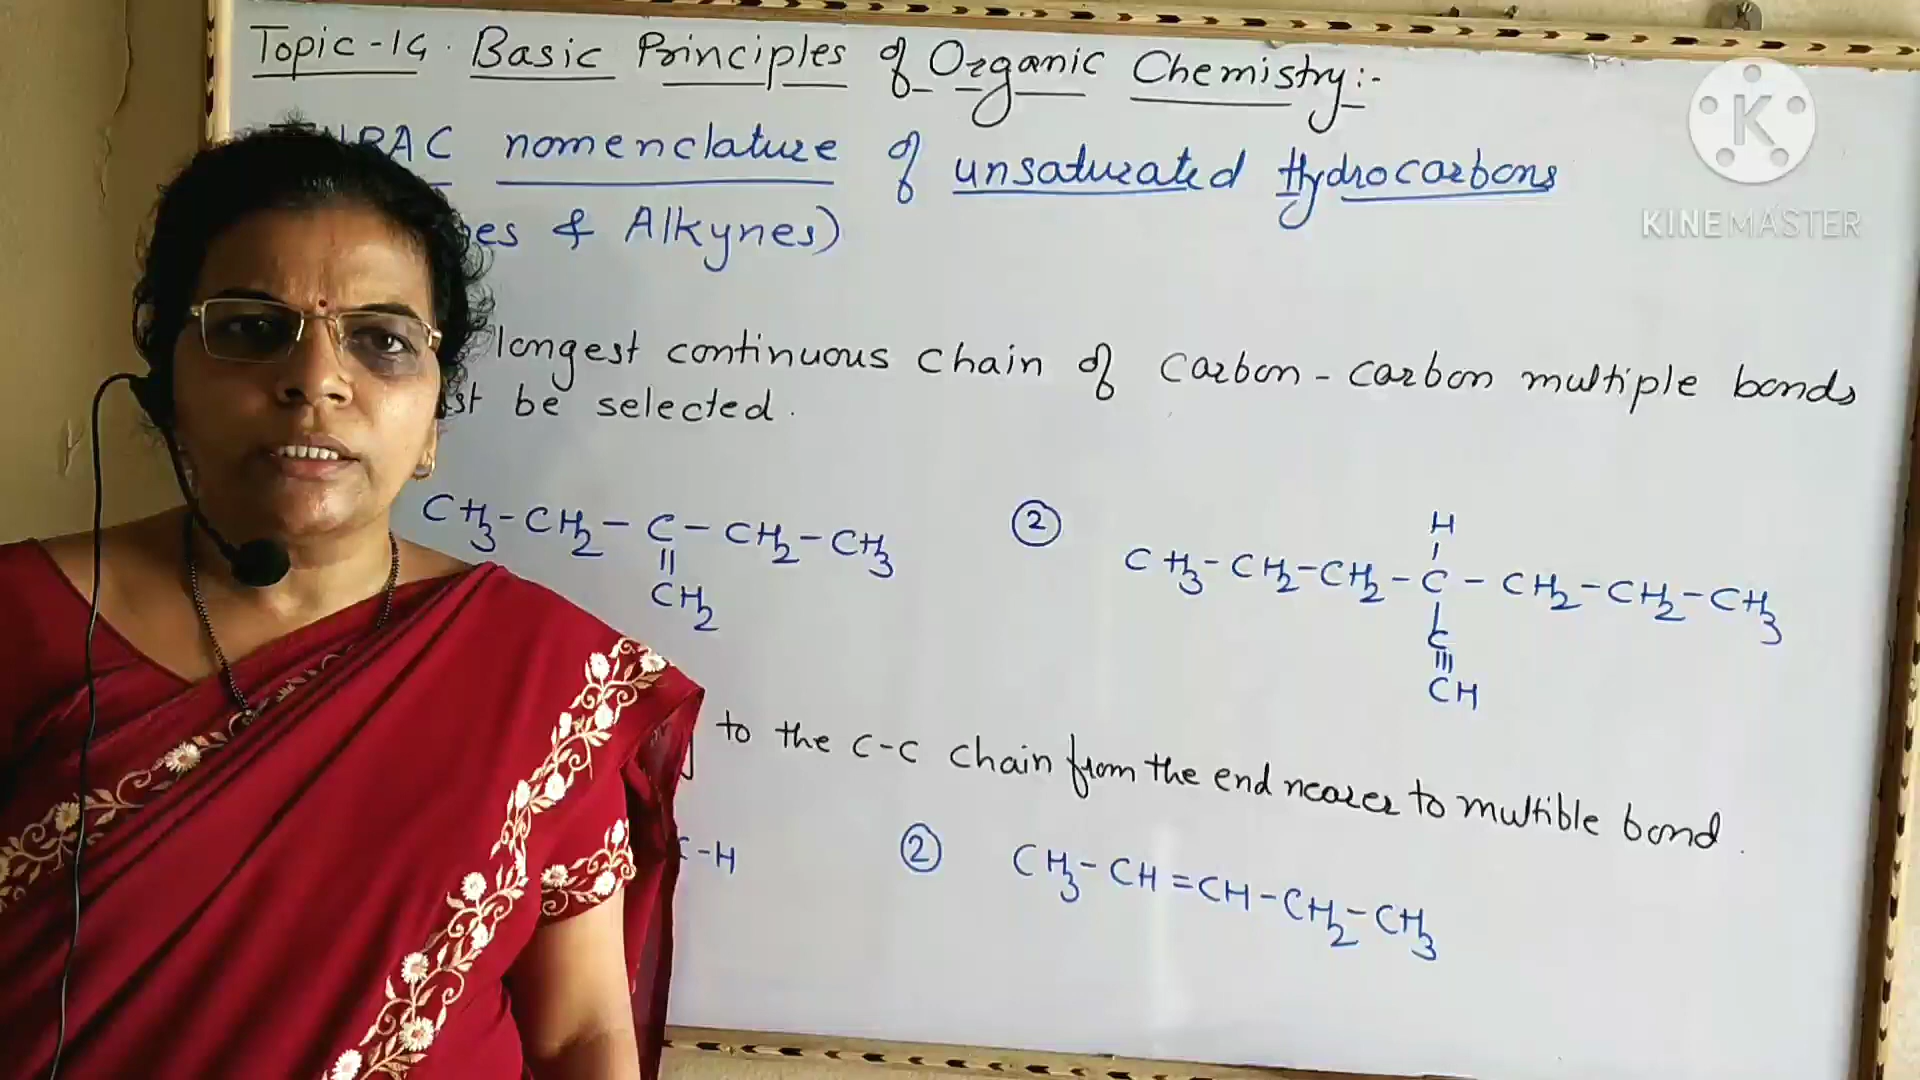 Topic-14. Basic Principles of Organic Chemistry:-
nomenclature of unsaturated Hydrocarbons
& Alkynes)
longest continuous chain of carbon-carbon multiple bonds
be selected.
CH3-CH2-C-CH2-CH3
||
CH2
②
H
|
CH3-CH2-CH2-C-CH2-CH2-CH3
|
C
|||
CH
to the C-C chain from the end nearer to multible bond.
-H
② CH3-CH=CH-CH2-CH3
K
KINEMASTER